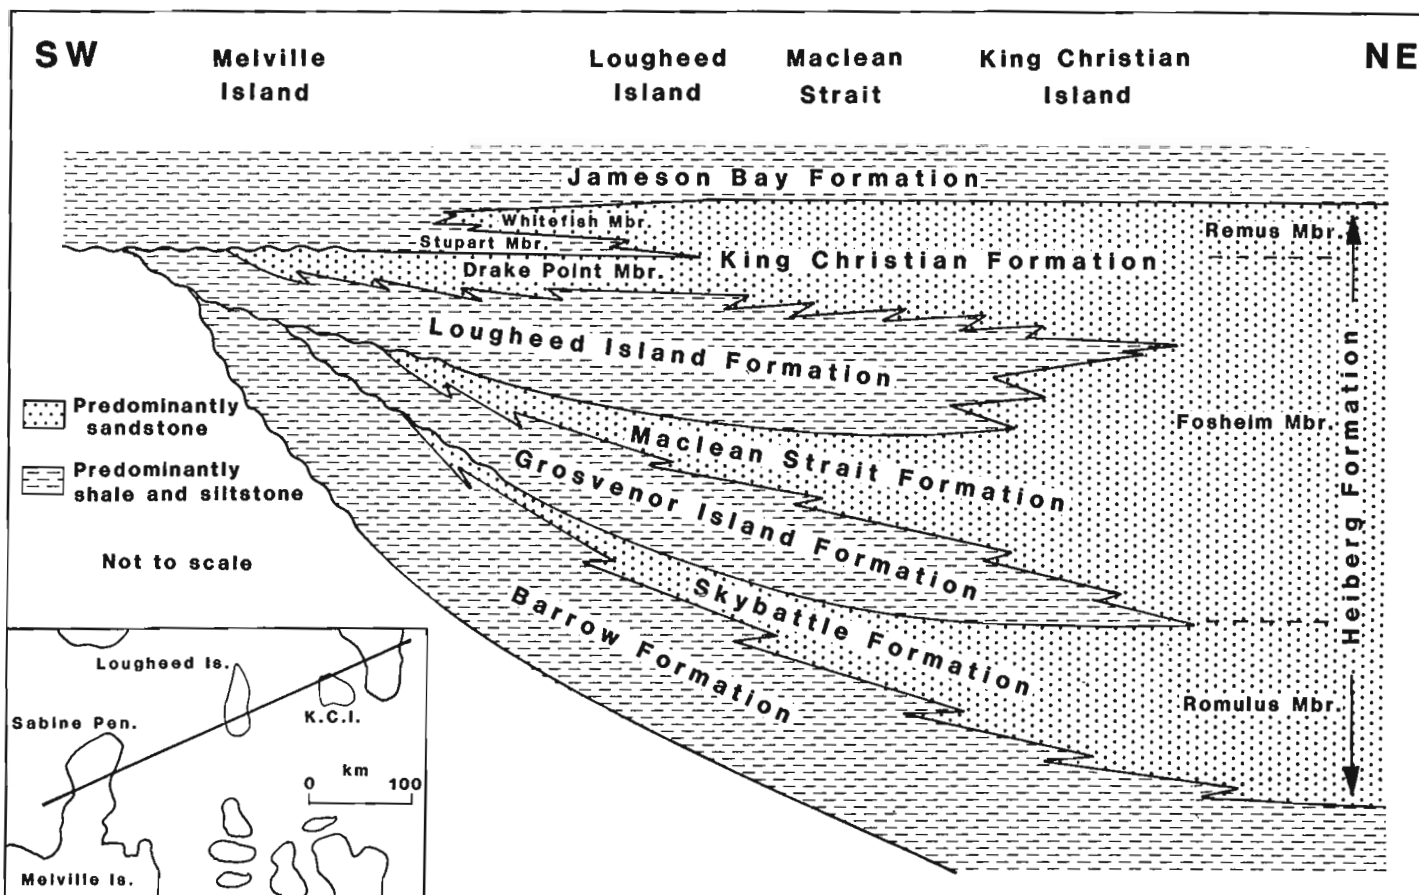 SW
Melville
Island
Lougheed
Island
Maclean
Strait
King Christian
Island
NE
Jameson Bay Formation
Whitefish Mbr.
Stupart Mbr.
Drake Point Mbr.
King Christian Formation
Remus Mbr.
Lougheed Island Formation
Fosheim Mbr.
Heiberg Formation
Maclean Strait Formation
Grosvenor Island Formation
Skybattle Formation
Barrow Formation
Romulus Mbr.
Predominantly
sandstone
Predominantly
shale and siltstone
Not to scale
Lougheed Is.
Sabine Pen.
K.C.I.
km
0 100
Melville Is.